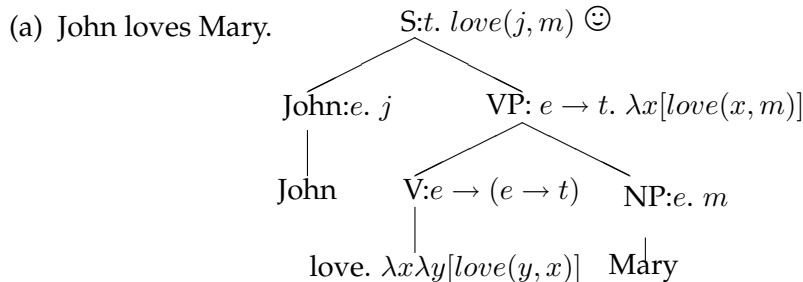 (a) John loves Mary. S:t. love(j, m) ☺
John:e. j VP: e → t. λx[love(x, m)]
John V:e → (e → t) NP:e. m
love. λxλy[love(y, x)] Mary